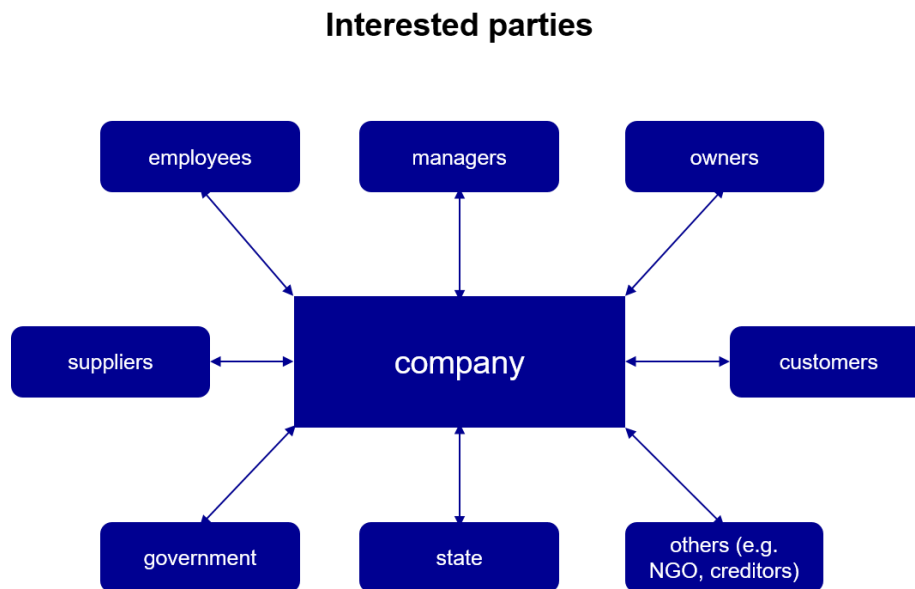 Interested parties
employees
managers
owners
suppliers
company
customers
government
state
others (e.g.
NGO, creditors)